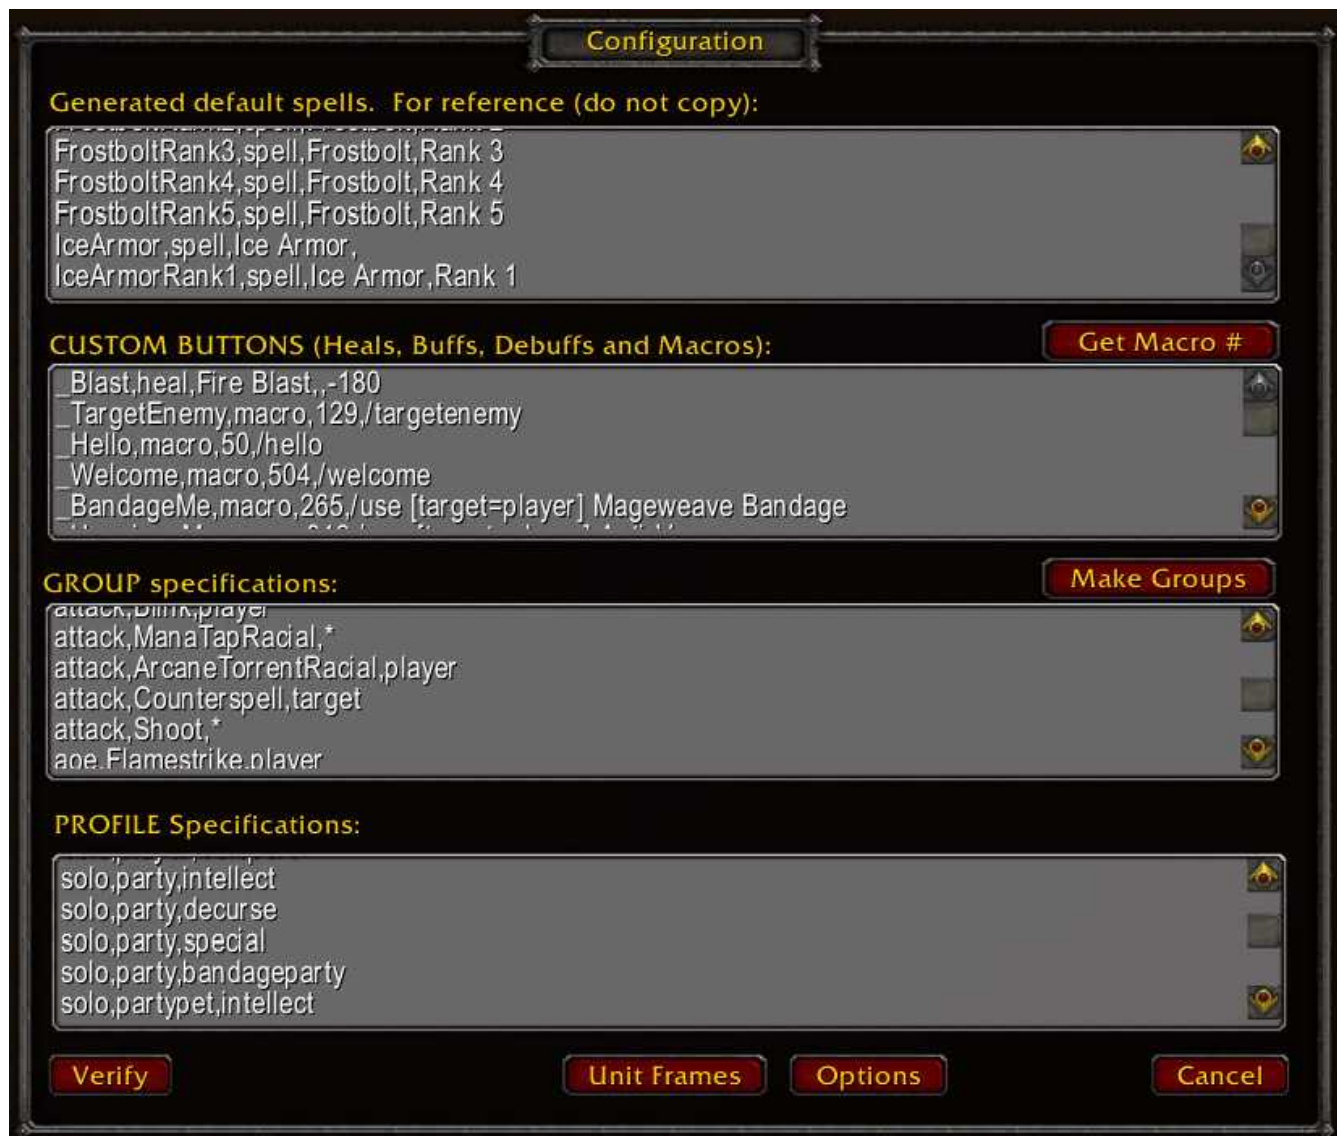 Configuration
Generated default spells. For reference (do not copy):
FrostboltRank3,spell,Frostbolt,Rank 3
FrostboltRank4,spell,Frostbolt,Rank 4
FrostboltRank5,spell,Frostbolt,Rank 5
IceArmor,spell,Ice Armor,
IceArmorRank1,spell,Ice Armor,Rank 1
CUSTOM BUTTONS (Heals, Buffs, Debuffs and Macros):
Get Macro #
_Blast,heal,Fire Blast,,-180
_TargetEnemy,macro,129,/targetenemy
_Hello,macro,50,/hello
_Welcome,macro,504,/welcome
_BandageMe,macro,265,/use [target=player] Mageweave Bandage
GROUP specifications:
Make Groups
attack,Blink,player
attack,ManaTapRacial,*
attack,ArcaneTorrentRacial,player
attack,Counterspell,target
attack,Shoot,*
aoe,Flamestrike,player
PROFILE Specifications:
solo,party,intellect
solo,party,decurse
solo,party,special
solo,party,bandageparty
solo,partypet,intellect
Verify
Unit Frames
Options
Cancel